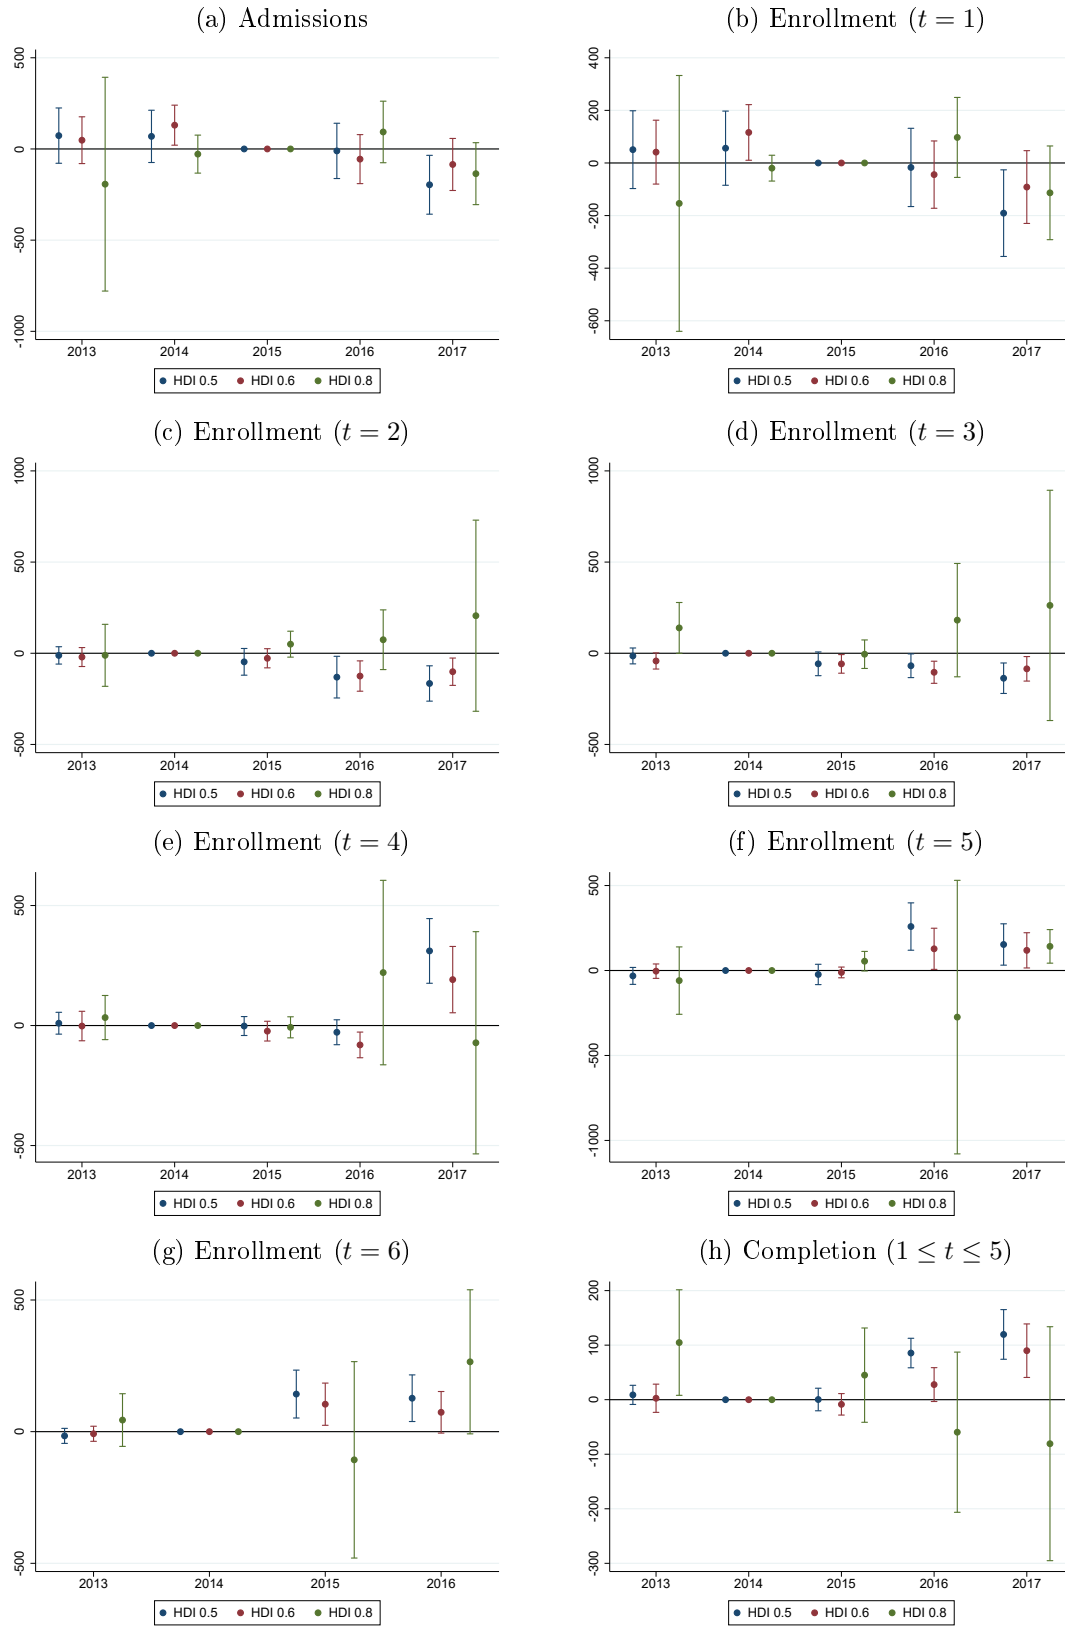 (a) Admissions
500
0
-500
-1000
2013 2014 2015 2016 2017
HDI 0.5 HDI 0.6 HDI 0.8
(b) Enrollment (t = 1)
400
200
0
-200
-400
-600
2013 2014 2015 2016 2017
HDI 0.5 HDI 0.6 HDI 0.8
(c) Enrollment (t = 2)
1000
500
0
-500
2013 2014 2015 2016 2017
HDI 0.5 HDI 0.6 HDI 0.8
(d) Enrollment (t = 3)
1000
500
0
-500
2013 2014 2015 2016 2017
HDI 0.5 HDI 0.6 HDI 0.8
(e) Enrollment (t = 4)
500
0
-500
2013 2014 2015 2016 2017
HDI 0.5 HDI 0.6 HDI 0.8
(f) Enrollment (t = 5)
500
0
-500
-1000
2013 2014 2015 2016 2017
HDI 0.5 HDI 0.6 HDI 0.8
(g) Enrollment (t = 6)
500
0
-500
2013 2014 2015 2016
HDI 0.5 HDI 0.6 HDI 0.8
(h) Completion (1 ≤ t ≤ 5)
200
100
0
-100
-200
-300
2013 2014 2015 2016 2017
HDI 0.5 HDI 0.6 HDI 0.8